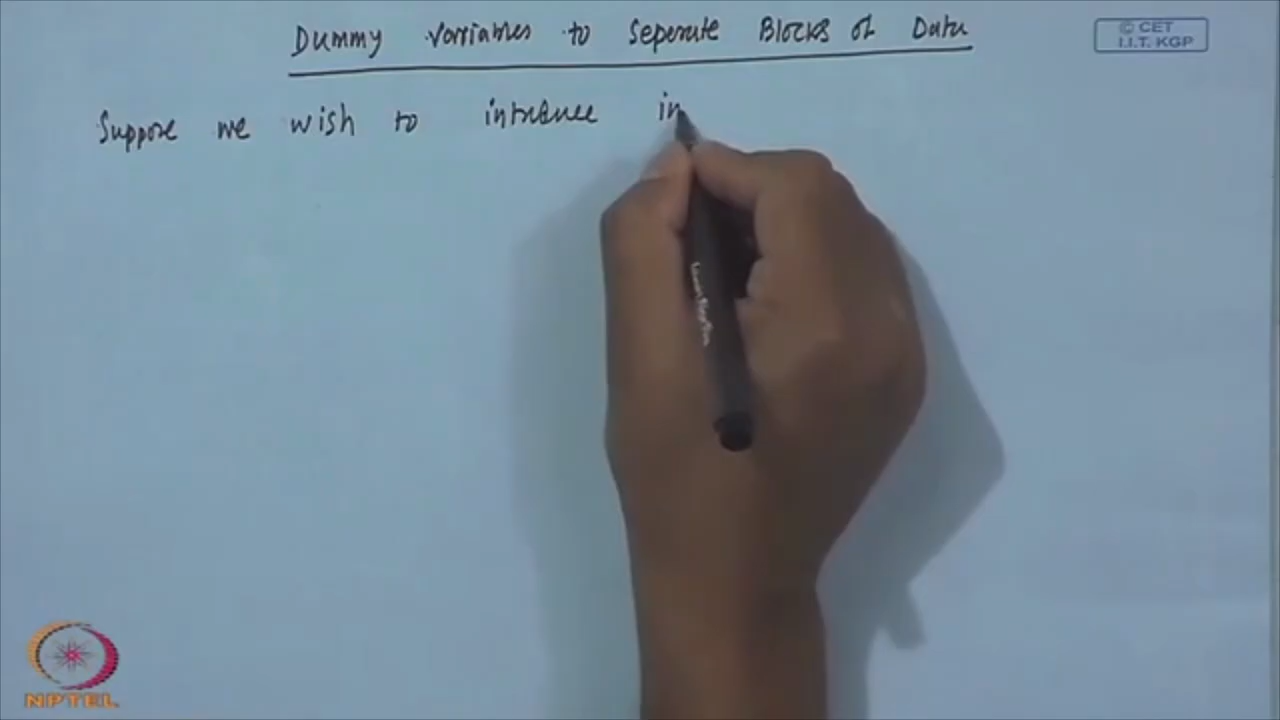 Dummy variables to Seperate Blocks of Data
© CET
I.I.T. KGP
Suppose we wish to introduce in
NPTEL